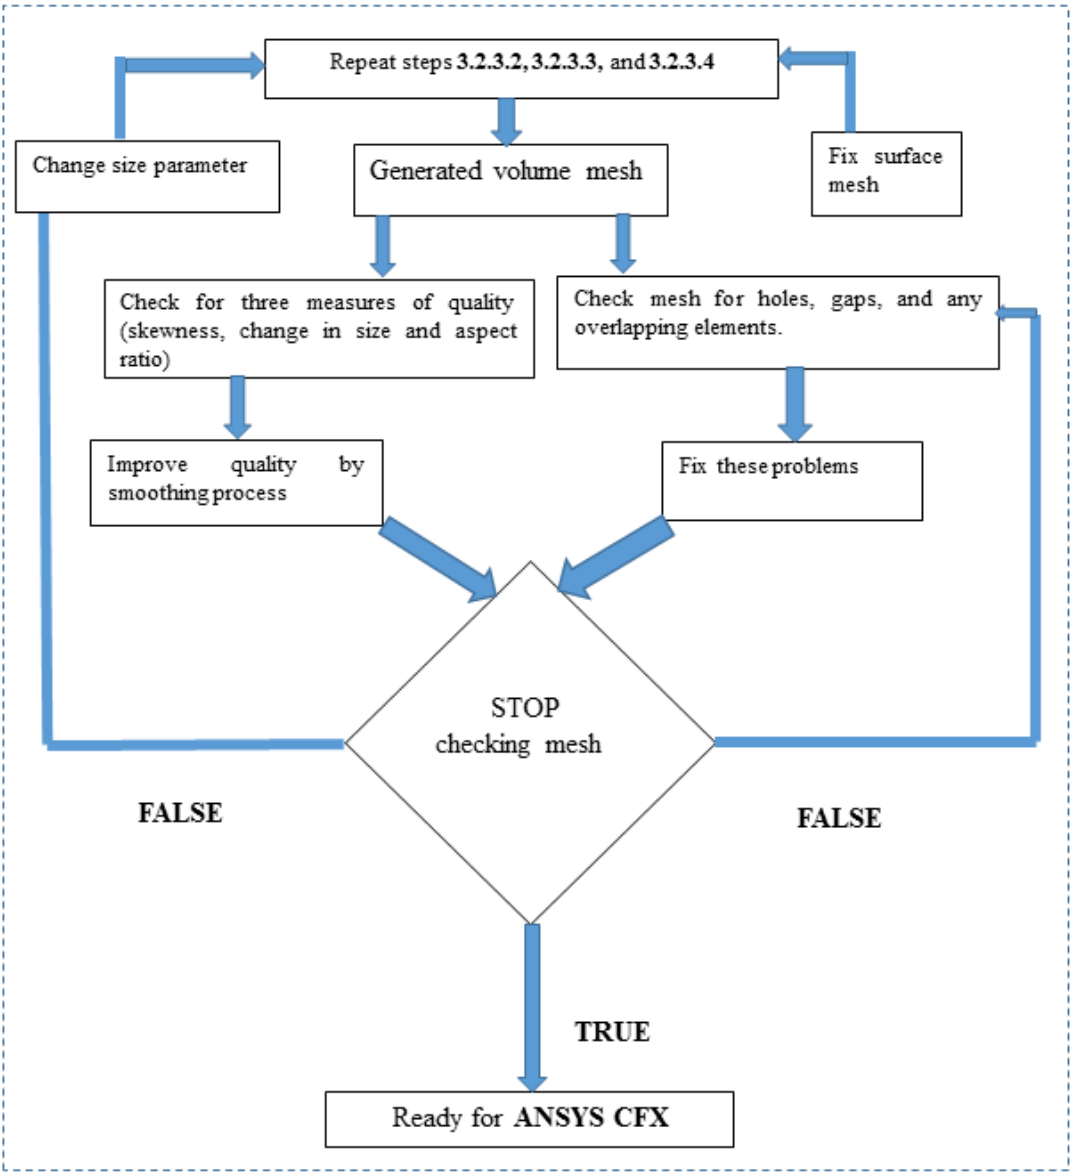 Repeat steps 3.2.3.2, 3.2.3.3, and 3.2.3.4
Change size parameter
Generated volume mesh
Fix surface
mesh
Check for three measures of quality
(skewness, change in size and aspect
ratio)
Check mesh for holes, gaps, and any
overlapping elements.
Improve quality by
smoothing process
Fix these problems
STOP
checking mesh
FALSE
FALSE
TRUE
Ready for ANSYS CFX